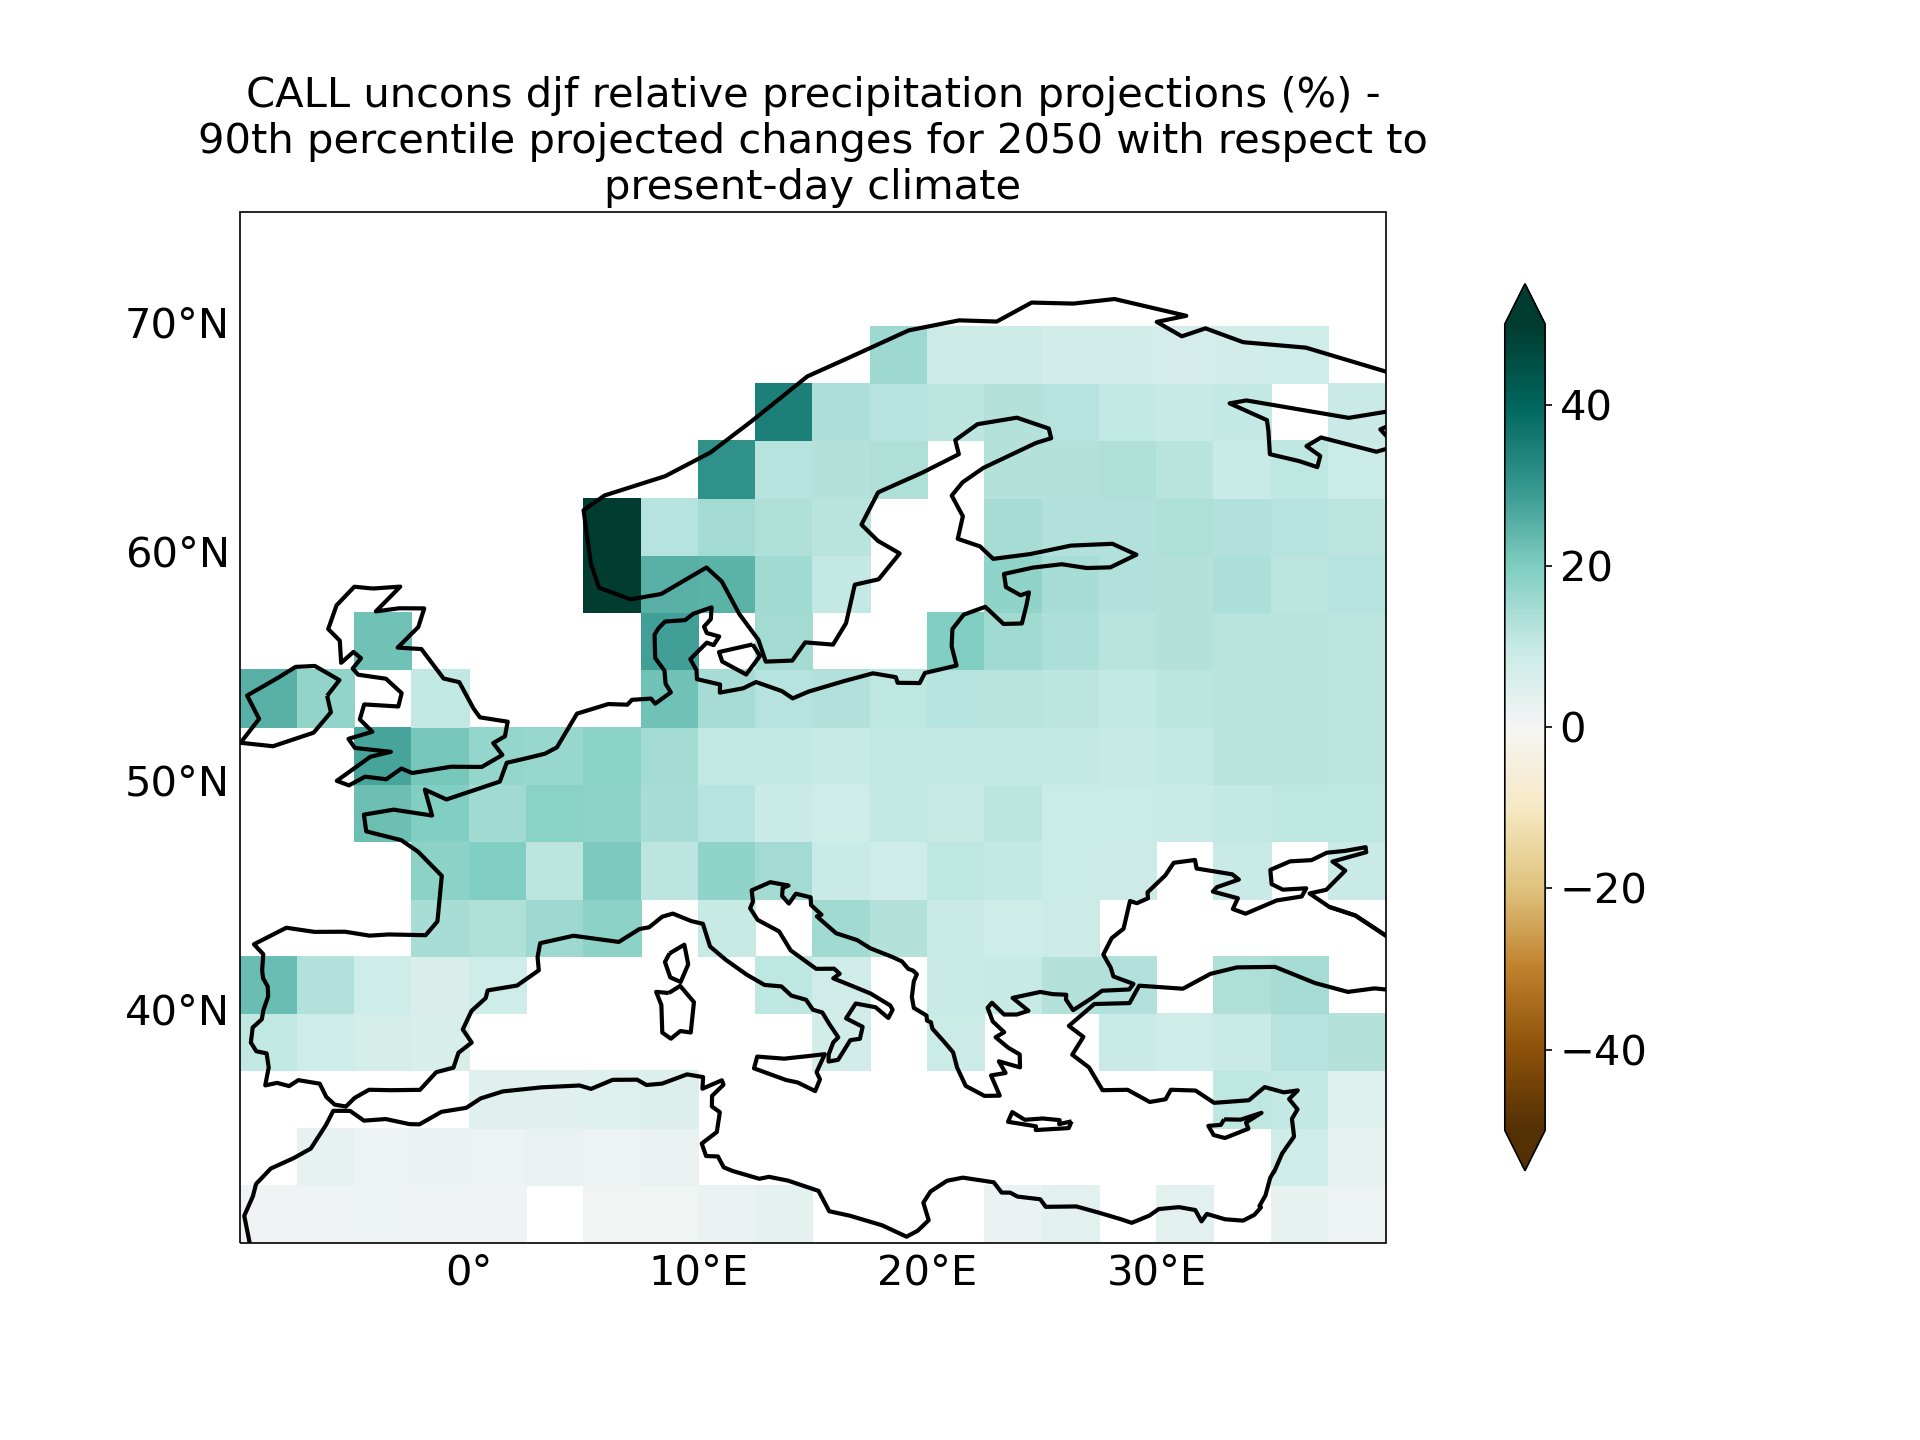 CALL uncons djf relative precipitation projections (%) -
90th percentile projected changes for 2050 with respect to
present-day climate
70°N
60°N
50°N
40°N
0°
10°E
20°E
30°E
40
20
0
−20
−40